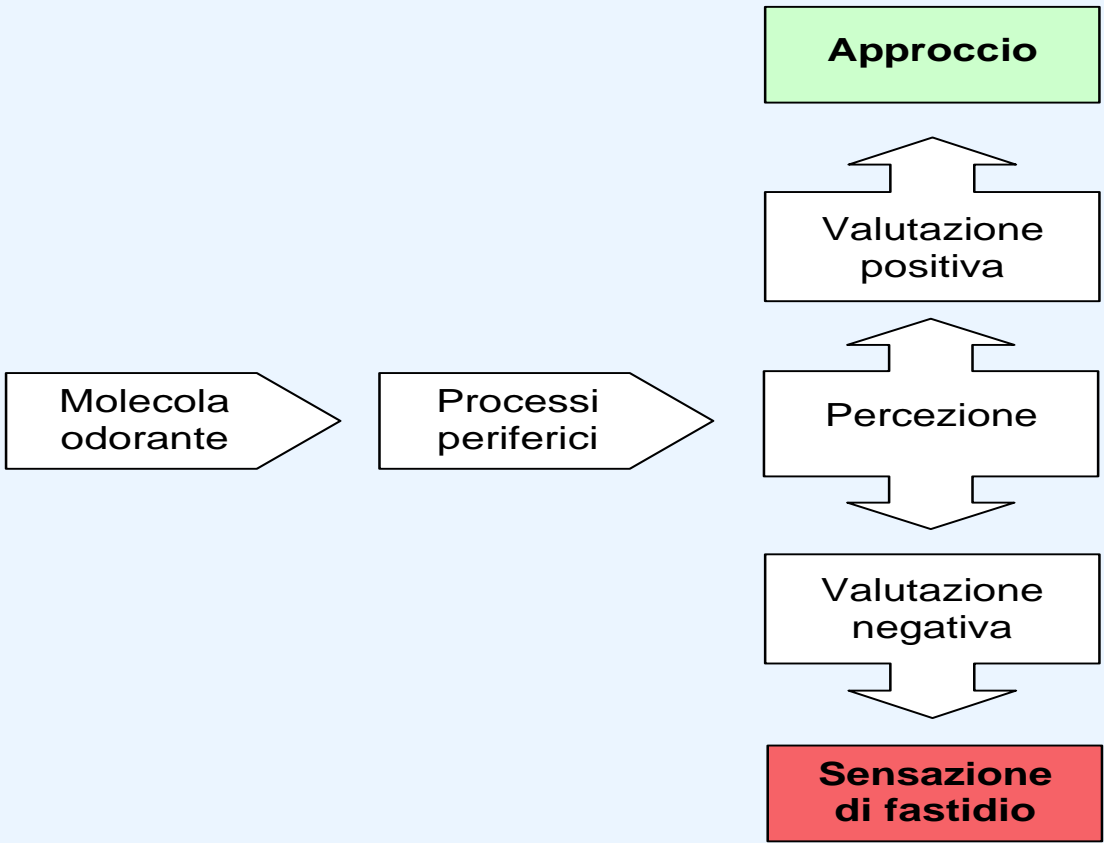 Approccio
Valutazione
positiva
Molecola
odorante
Processi
periferici
Percezione
Valutazione
negativa
Sensazione
di fastidio